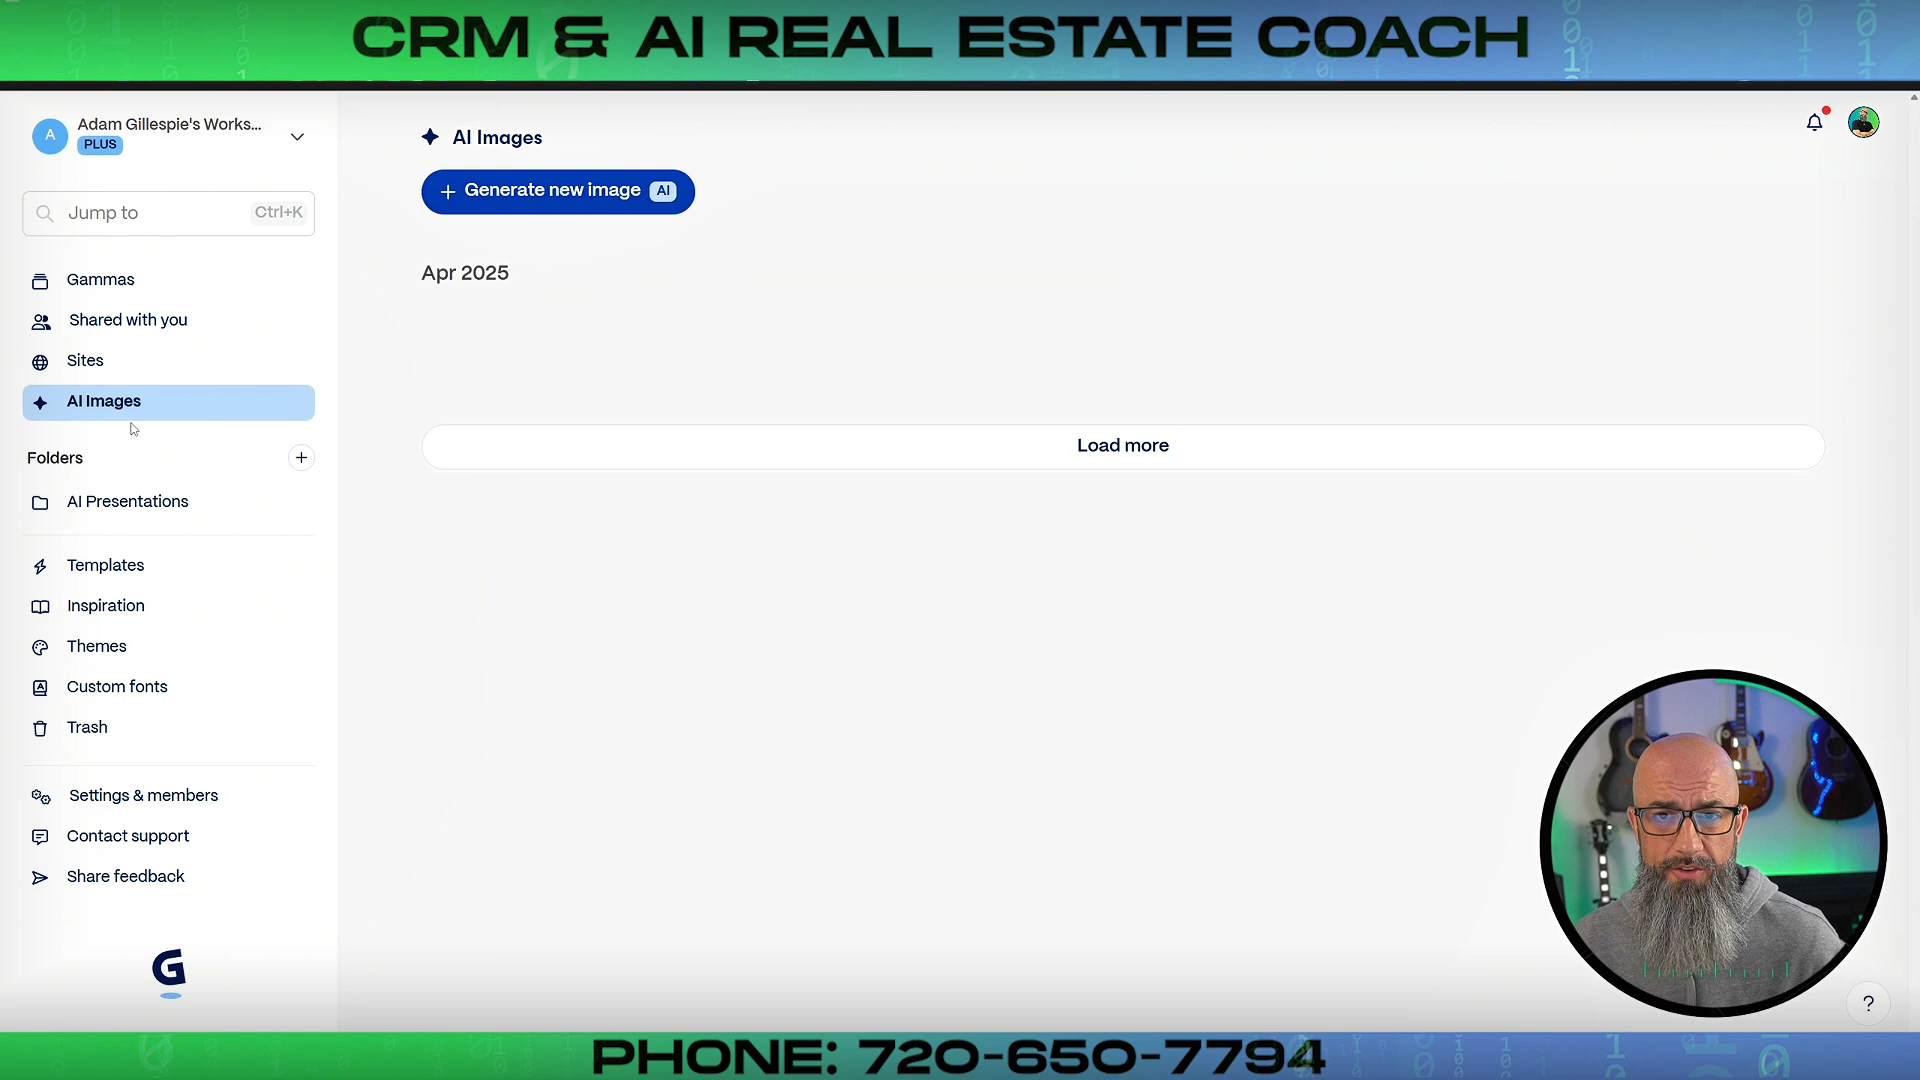 CRM & AI REAL ESTATE COACH
A
Adam Gillespie's Works...
PLUS
Jump to
Ctrl+K
Gammas
Shared with you
Sites
AI Images
Folders
AI Presentations
Templates
Inspiration
Themes
Custom fonts
Trash
Settings & members
Contact support
Share feedback
G
AI Images
Generate new image AI
Apr 2025
Load more
?
PHONE: 720-650-7794